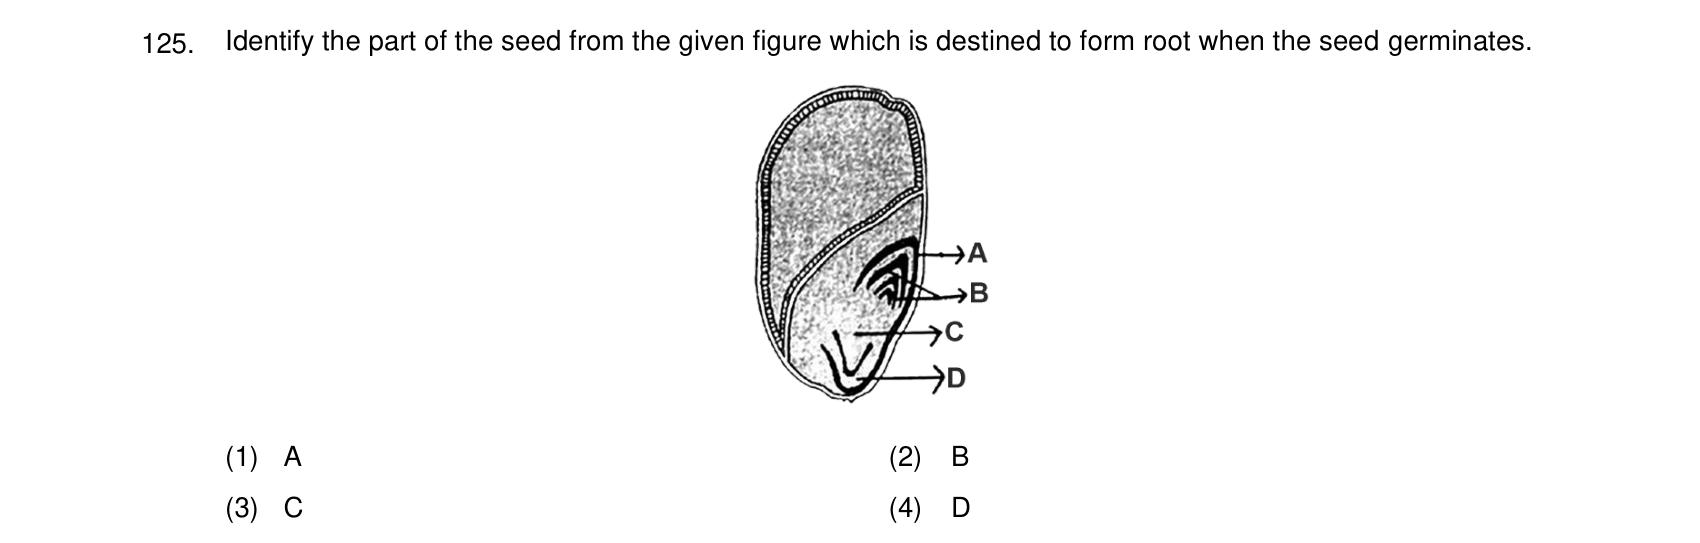 125. Identify the part of the seed from the given figure which is destined to form root when the seed germinates.
A
B
C
D
(1) A (2) B
(3) C (4) D